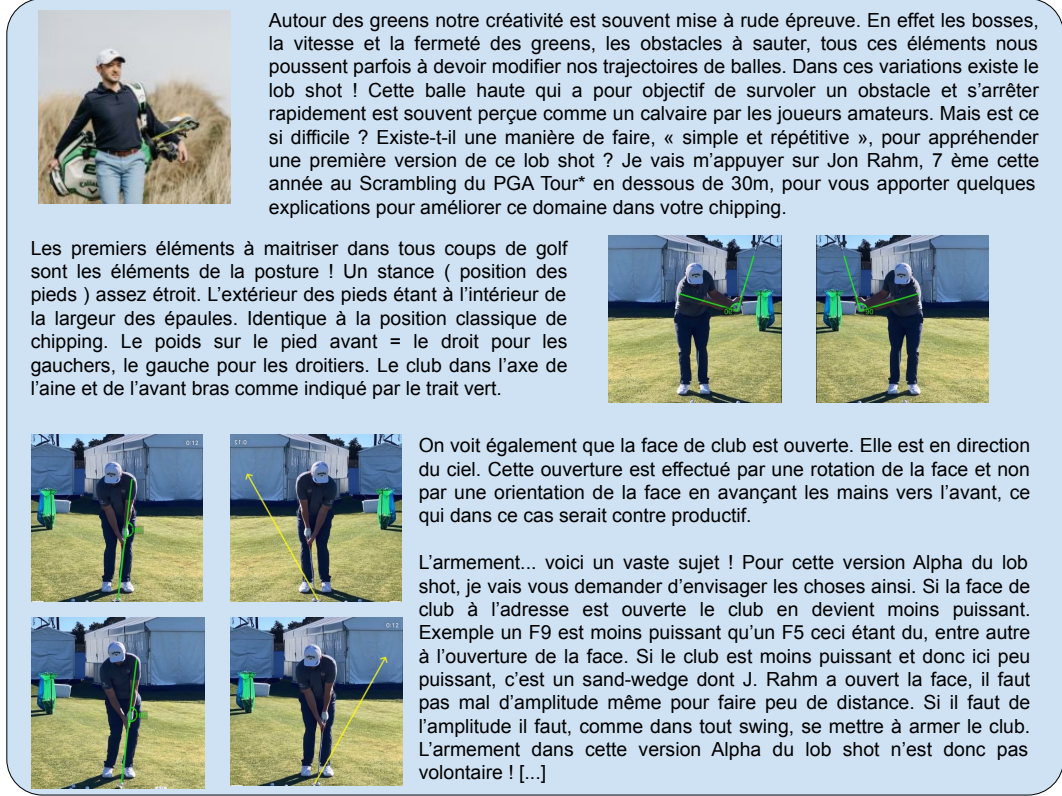 Autour des greens notre créativité est souvent mise à rude épreuve. En effet les bosses,
la vitesse et la fermeté des greens, les obstacles à sauter, tous ces éléments nous
poussent parfois à devoir modifier nos trajectoires de balles. Dans ces variations existe le
lob shot ! Cette balle haute qui a pour objectif de survoler un obstacle et s’arrêter
rapidement est souvent perçue comme un calvaire par les joueurs amateurs. Mais est ce
si difficile ? Existe-t-il une manière de faire, « simple et répétitive », pour appréhender
une première version de ce lob shot ? Je vais m’appuyer sur Jon Rahm, 7 ème cette
année au Scrambling du PGA Tour* en dessous de 30m, pour vous apporter quelques
explications pour améliorer ce domaine dans votre chipping.
Les premiers éléments à maitriser dans tous coups de golf
sont les éléments de la posture ! Un stance ( position des
pieds ) assez étroit. L’extérieur des pieds étant à l’intérieur de
la largeur des épaules. Identique à la position classique de
chipping. Le poids sur le pied avant = le droit pour les
gauchers, le gauche pour les droitiers. Le club dans l’axe de
l’aine et de l’avant bras comme indiqué par le trait vert.
On voit également que la face de club est ouverte. Elle est en direction
du ciel. Cette ouverture est effectué par une rotation de la face et non
par une orientation de la face en avançant les mains vers l’avant, ce
qui dans ce cas serait contre productif.
L’armement... voici un vaste sujet ! Pour cette version Alpha du lob
shot, je vais vous demander d’envisager les choses ainsi. Si la face de
club à l’adresse est ouverte le club en devient moins puissant.
Exemple un F9 est moins puissant qu’un F5 ceci étant du, entre autre
à l’ouverture de la face. Si le club est moins puissant et donc ici peu
puissant, c’est un sand-wedge dont J. Rahm a ouvert la face, il faut
pas mal d’amplitude même pour faire peu de distance. Si il faut de
l’amplitude il faut, comme dans tout swing, se mettre à armer le club.
L’armement dans cette version Alpha du lob shot n’est donc pas
volontaire ! [...]
0:12
0:12